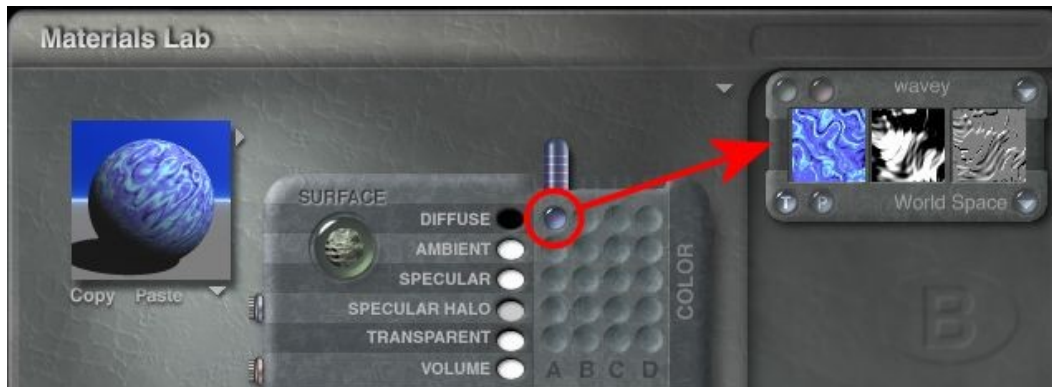 Materials Lab
wavey
T P World Space
Copy Paste
SURFACE
DIFFUSE
AMBIENT
SPECULAR
SPECULAR HALO
TRANSPARENT
VOLUME
A B C D
COLOR
B